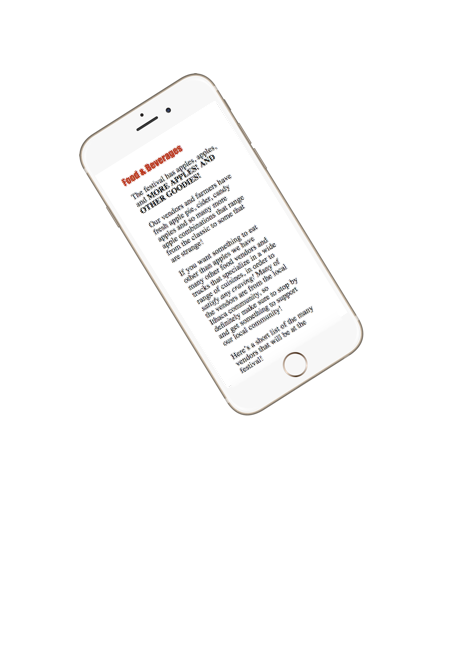 Food & Beverages
The festival has apples, apples,
and MORE APPLES! AND
OTHER GOODIES!
Our vendors and farmers have
fresh apple pie, cider, candy
apples and so many more
apple combinations that range
from the classic to some that
are strange!
If you want something to eat
other than apples we have
many other food vendors and
trucks that specialize in a wide
range of cuisines, in order to
satisfy any craving! Many of
the vendors are from the local
Ithaca community, so
definitely make sure to stop by
and get something to support
our local community!
Here's a short list of the many
vendors that will be at the
festival!